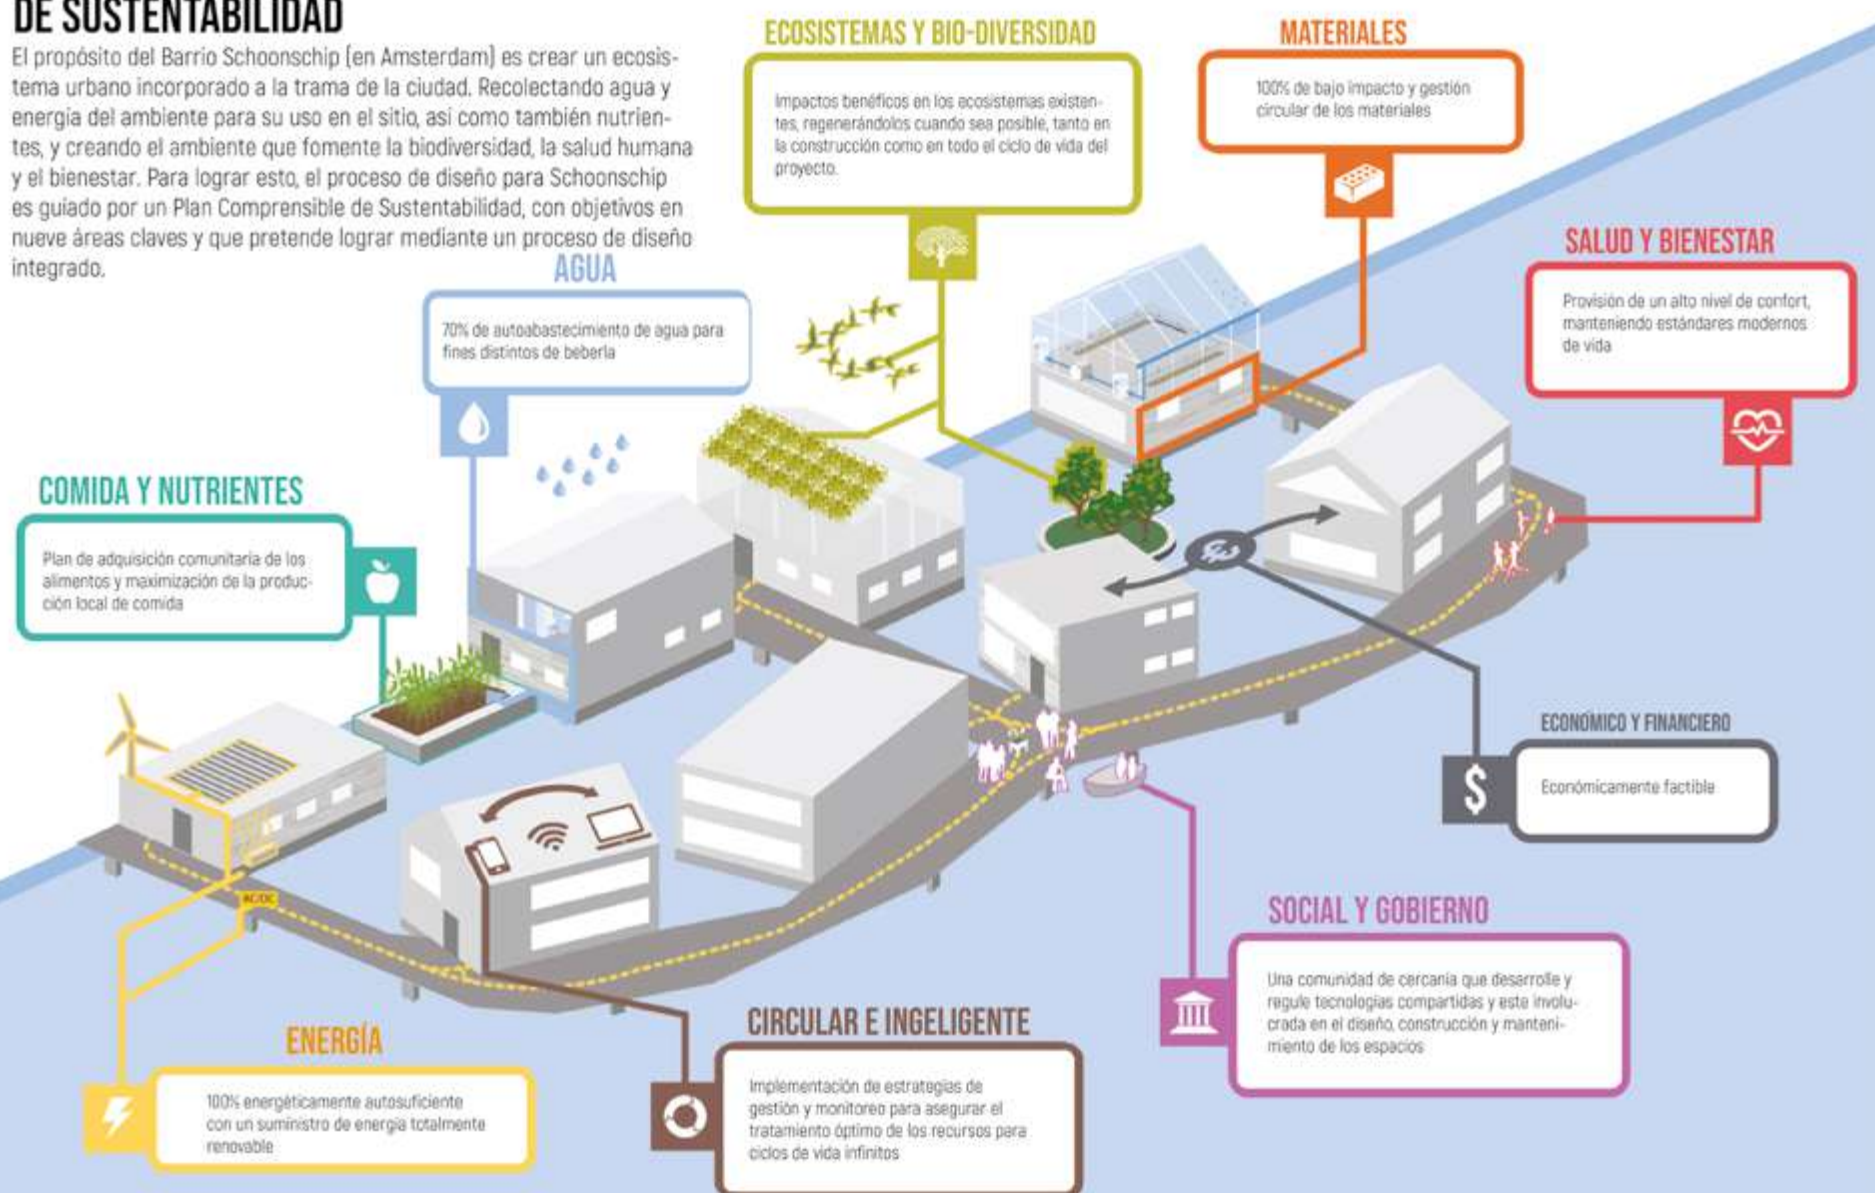 DE SUSTENTABILIDAD
El propósito del Barrio Schoonschip (en Amsterdam) es crear un ecosis-
tema urbano incorporado a la trama de la ciudad. Recolectando agua y
energía del ambiente para su uso en el sitio, así como también nutrien-
tes, y creando el ambiente que fomente la biodiversidad, la salud humana
y el bienestar. Para lograr esto, el proceso de diseño para Schoonschip
es guiado por un Plan Comprensible de Sustentabilidad, con objetivos en
nueve áreas claves y que pretende lograr mediante un proceso de diseño
integrado.
ECOSISTEMAS Y BIO-DIVERSIDAD
Impactos benéficos en los ecosistemas existen-
tes, regenerándolos cuando sea posible, tanto en
la construcción como en todo el ciclo de vida del
proyecto.
MATERIALES
100% de bajo impacto y gestión
circular de los materiales
SALUD Y BIENESTAR
Provisión de un alto nivel de confort,
manteniendo estándares modernos
de vida
AGUA
70% de autoabastecimiento de agua para
fines distintos de beberla
COMIDA Y NUTRIENTES
Plan de adquisición comunitaria de los
alimentos y maximización de la produc-
ción local de comida
ECONÓMICO Y FINANCIERO
$
Económicamente factible
AC/DC
SOCIAL Y GOBIERNO
Una comunidad de cercanía que desarrolle y
regule tecnologías compartidas y este involu-
crada en el diseño, construcción y manteni-
miento de los espacios
ENERGÍA
100% energéticamente autosuficiente
con un suministro de energía totalmente
renovable
CIRCULAR E INGELIGENTE
Implementación de estrategias de
gestión y monitoreo para asegurar el
tratamiento óptimo de los recursos para
ciclos de vida infinitos